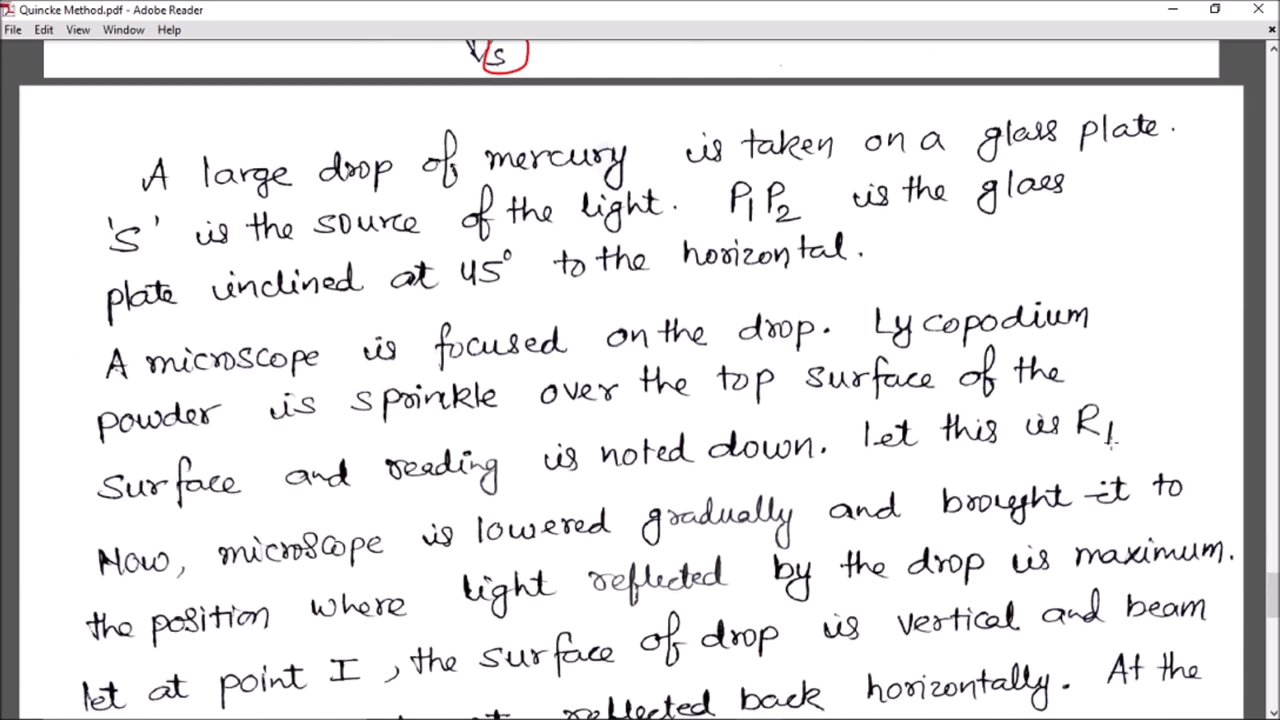 Quincke Method.pdf - Adobe Reader
File Edit View Window Help
S
A large drop of mercury is taken on a glass plate.
'S' is the source of the light. P1P2 is the glaes
plate inclined at 45° to the horizontal.
A microscope is focused on the drop. Lycopodium
powder is sprinkle over the top surface of the
surface and reading is noted down. Let this is R1
Now, microscope is lowered gradually and brought it to
the position where light reflected by the drop is maximum.
let at point I, the surface of drop is vertical and beam
reflected back horizontally. At the